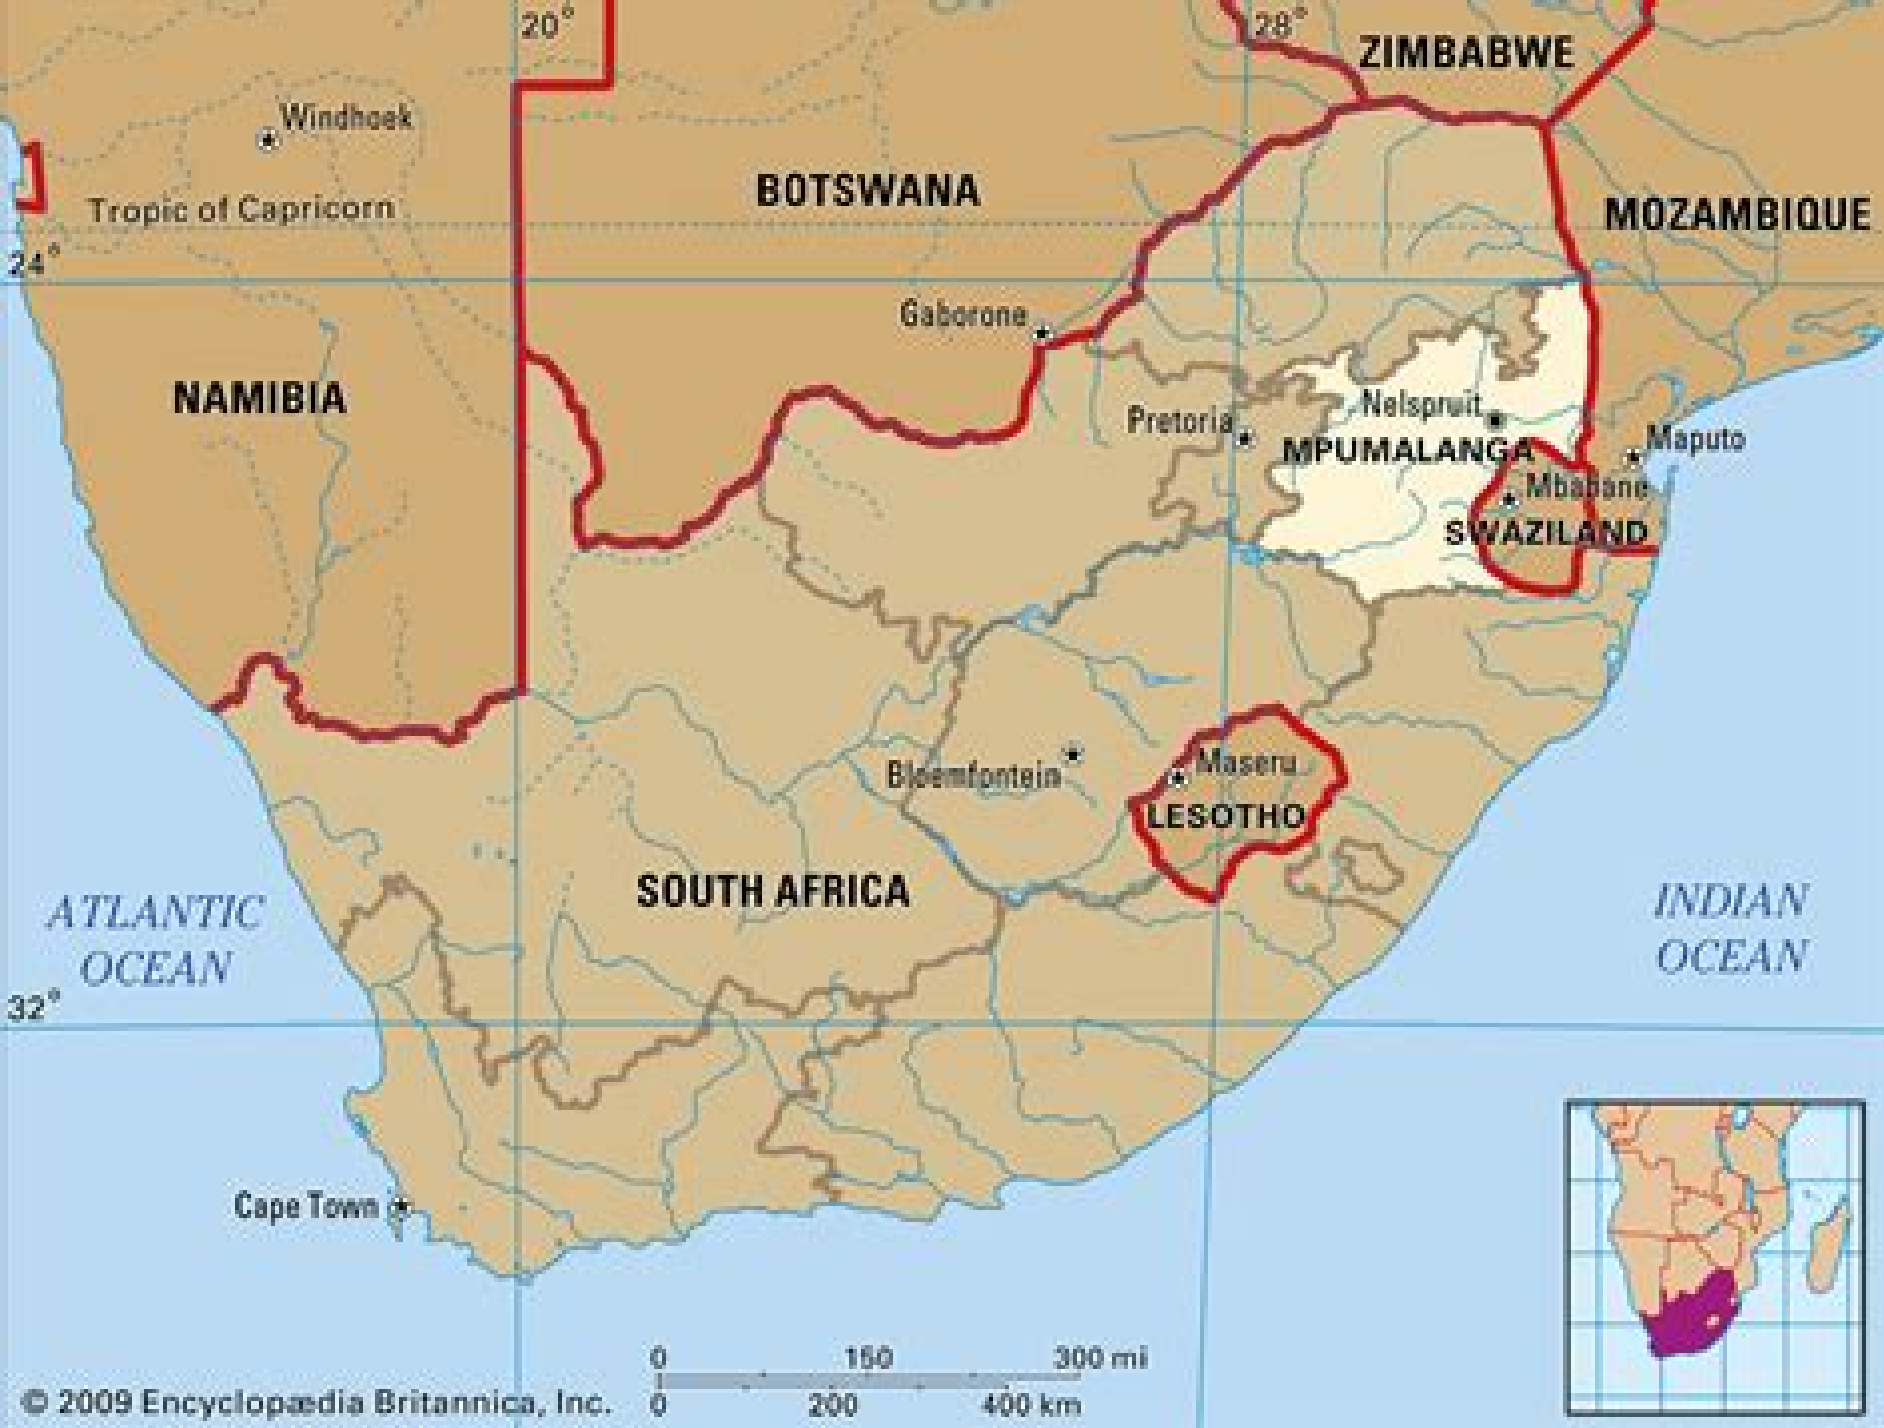 20°
28°
ZIMBABWE
Windhoek
BOTSWANA
Tropic of Capricorn
MOZAMBIQUE
24°
Gaborone
NAMIBIA
Nelspruit
Pretoria
MPUMALANGA
Maputo
Mbabane
SWAZILAND
Maseru
Bloemfontein
LESOTHO
SOUTH AFRICA
ATLANTIC
OCEAN
INDIAN
OCEAN
32°
Cape Town
0 150 300 mi
0 200 400 km
© 2009 Encyclopædia Britannica, Inc.